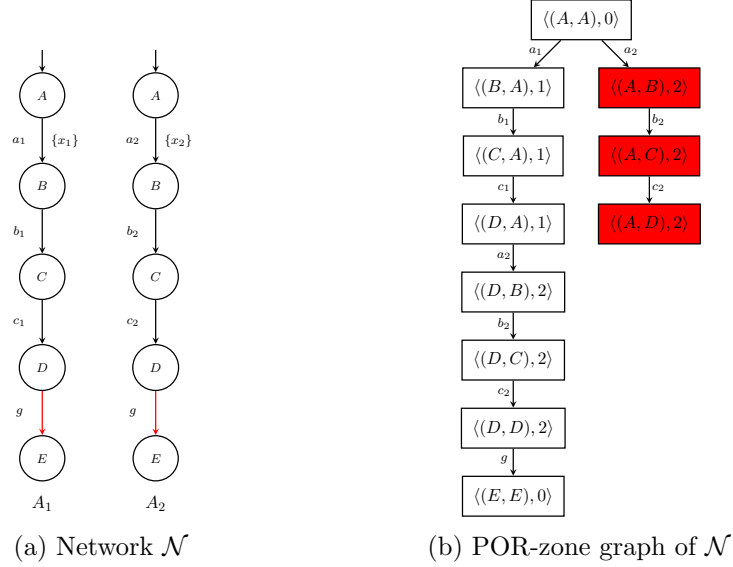 A
A
a₁
{x₁}
a₂
{x₂}
B
B
b₁
b₂
C
C
c₁
c₂
D
D
g
g
E
E
A₁
A₂
(a) Network 𝒩
⟨(A, A), 0⟩
a₁
a₂
⟨(B, A), 1⟩
⟨(A, B), 2⟩
b₁
b₂
⟨(C, A), 1⟩
⟨(A, C), 2⟩
c₁
c₂
⟨(D, A), 1⟩
⟨(A, D), 2⟩
a₂
⟨(D, B), 2⟩
b₂
⟨(D, C), 2⟩
c₂
⟨(D, D), 2⟩
g
⟨(E, E), 0⟩
(b) POR-zone graph of 𝒩